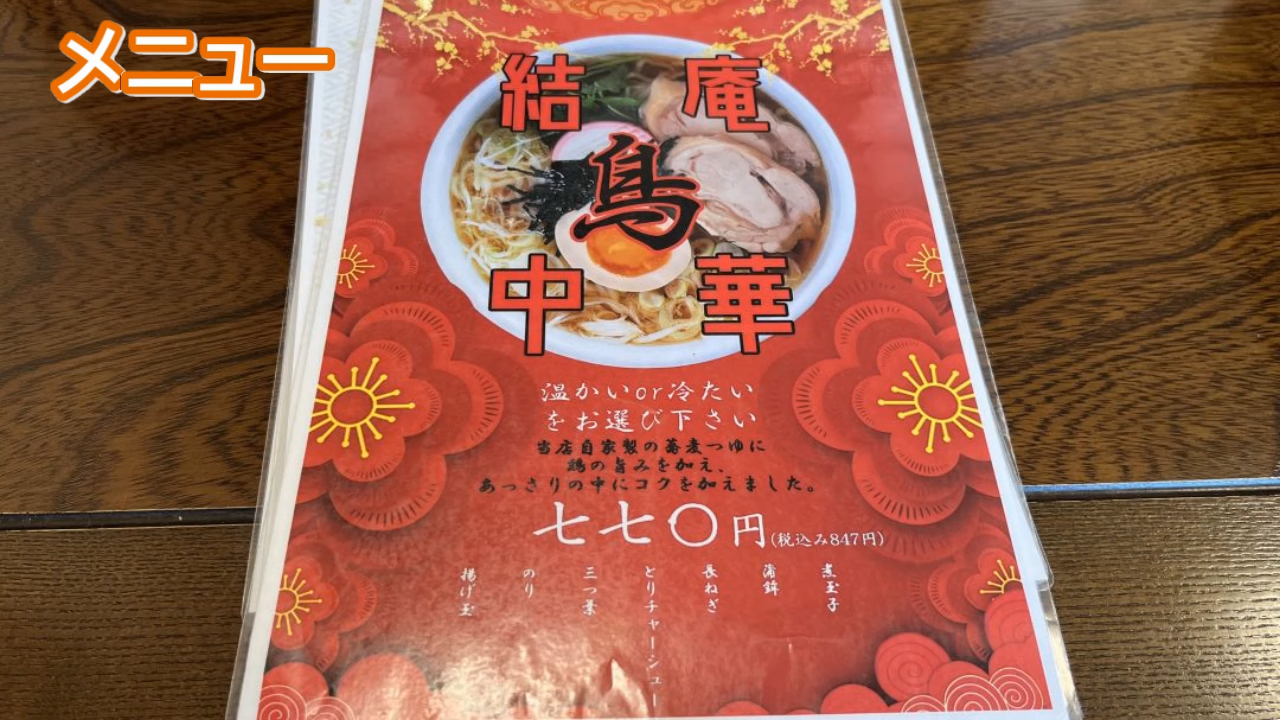 メニュー
結庵
鳥
中華
温かいor冷たい
をお選び下さい
当店自家製の蕎麦つゆに
鶏の旨みを加え、
あっさりの中にコクを加えました。
七七〇円(税込み847円)
煮玉子
蒲鉾
長ねぎ
とりチャーシュー
三つ葉
のり
揚げ玉